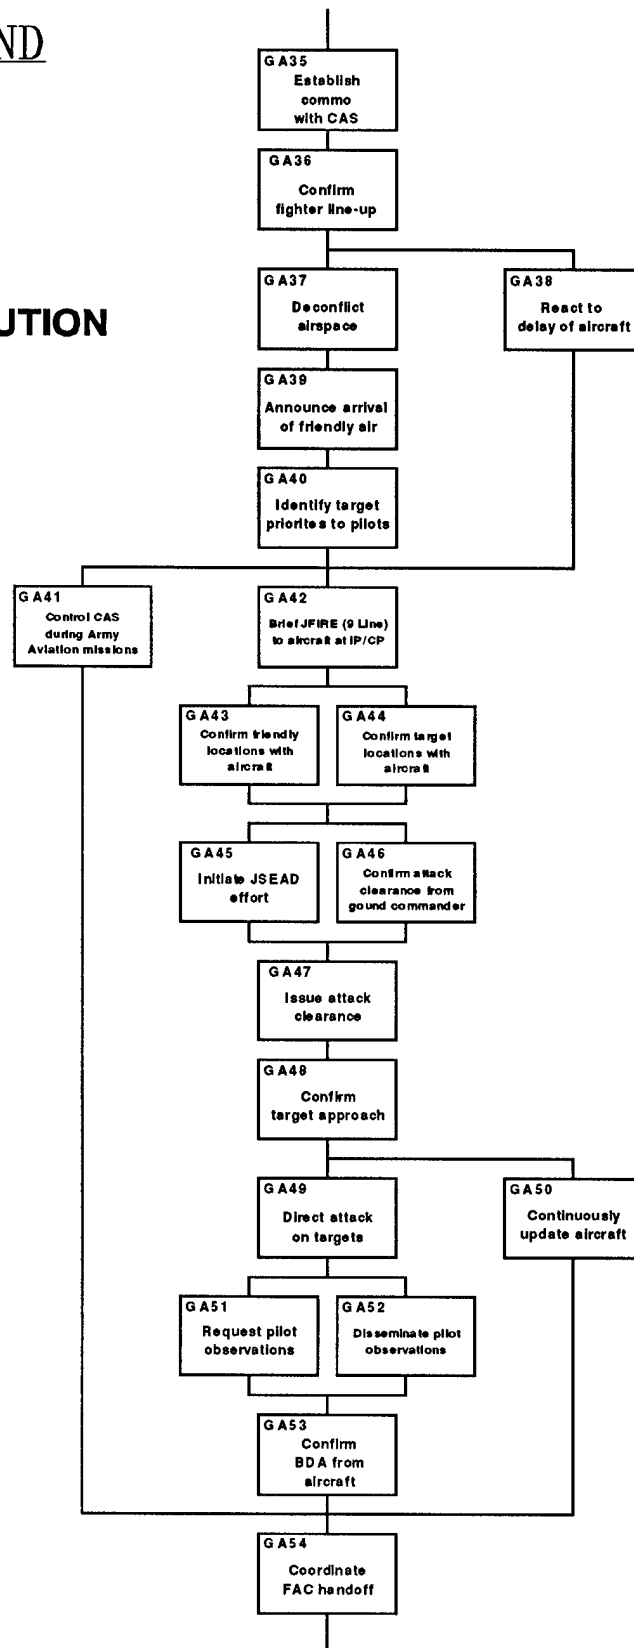 ND
GA35
Establish
commo
with CAS
GA36
Confirm
fighter line-up
UTION
GA37
Deconflict
airspace
GA38
React to
delay of aircraft
GA39
Announce arrival
of friendly air
GA40
Identify target
priorites to pilots
GA41
Control CAS
during Army
Aviation missions
GA42
Brief JFIRE (9 Line)
to aircraft at IP/CP
GA43
Confirm friendly
locations with
aircraft
GA44
Confirm target
locations with
aircraft
GA45
Initiate JSEAD
effort
GA46
Confirm attack
clearance from
gound commander
GA47
Issue attack
clearance
GA48
Confirm
target approach
GA49
Direct attack
on targets
GA50
Continuously
update aircraft
GA51
Request pilot
observations
GA52
Disseminate pilot
observations
GA53
Confirm
BDA from
aircraft
GA54
Coordinate
FAC handoff